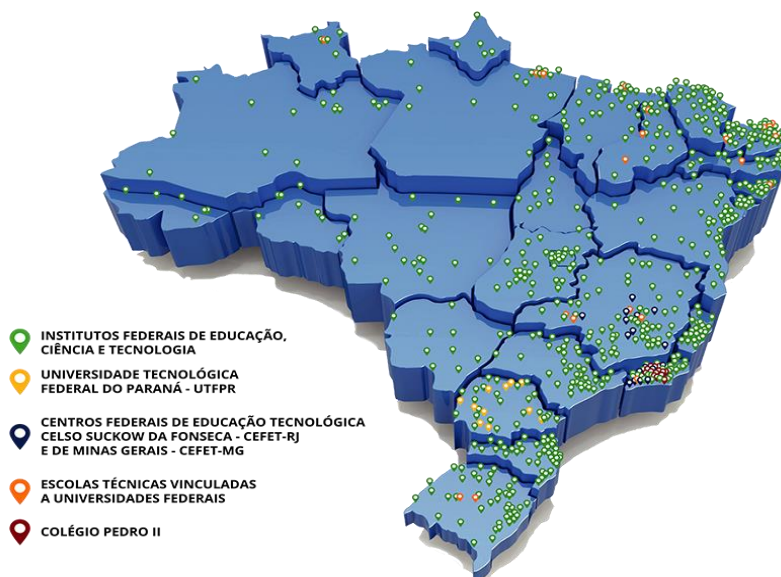 INSTITUTOS FEDERAIS DE EDUCAÇÃO,
CIÊNCIA E TECNOLOGIA
UNIVERSIDADE TECNOLÓGICA
FEDERAL DO PARANÁ - UTFPR
CENTROS FEDERAIS DE EDUCAÇÃO TECNOLÓGICA
CELSO SUCKOW DA FONSECA - CEFET-RJ
E DE MINAS GERAIS - CEFET-MG
ESCOLAS TÉCNICAS VINCULADAS
A UNIVERSIDADES FEDERAIS
COLÉGIO PEDRO II